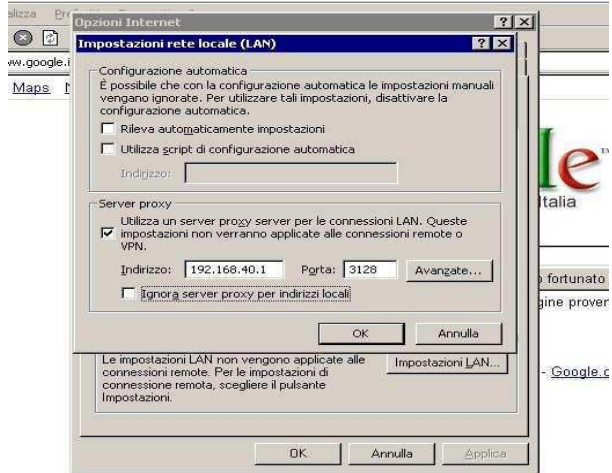 Opzioni Internet
ww.google.i
Maps
Impostazioni rete locale (LAN)
Configurazione automatica
È possibile che con la configurazione automatica le impostazioni manuali
vengano ignorate. Per utilizzare tali impostazioni, disattivare la
configurazione automatica.
Rileva automaticamente impostazioni
Utilizza script di configurazione automatica
Indirizzo:
Server proxy
Utilizza un server proxy server per le connessioni LAN. Queste
impostazioni non verranno applicate alle connessioni remote o
VPN.
Indirizzo: 192.168.40.1 Porta: 3128 Avanzate...
Ignora server proxy per indirizzi locali
OK Annulla
le™
Italia
fortunato
gine prover
- Google.c
Le impostazioni LAN non vengono applicate alle
connessioni remote. Per le impostazioni di
connessione remota, scegliere il pulsante
Impostazioni.
Impostazioni LAN...
OK Annulla Applica